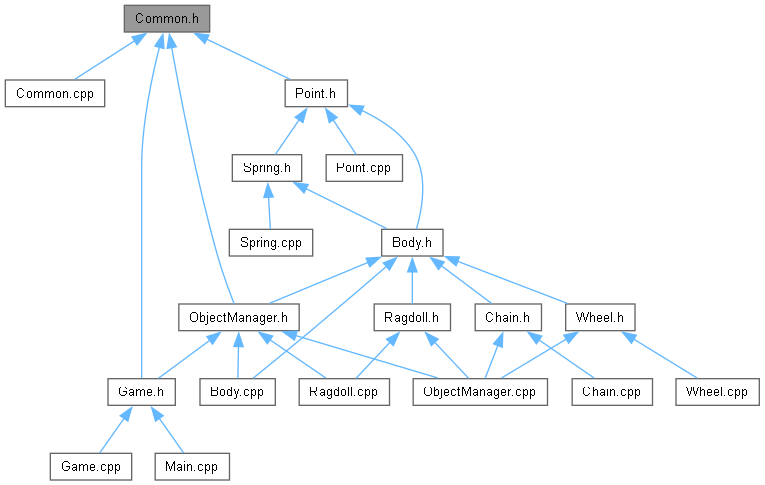 Common.h
Common.cpp
Point.h
Spring.h
Point.cpp
Spring.cpp
Body.h
ObjectManager.h
Ragdoll.h
Chain.h
Wheel.h
Game.h
Body.cpp
Ragdoll.cpp
ObjectManager.cpp
Chain.cpp
Wheel.cpp
Game.cpp
Main.cpp